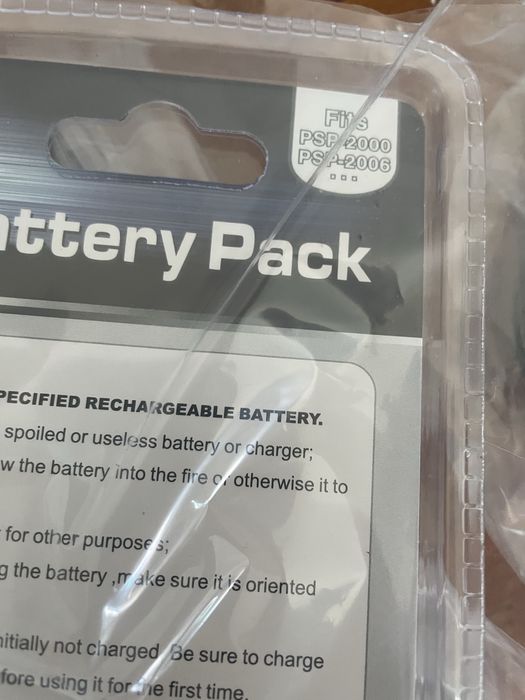 Fits
PSP-2000
PSP-2006
attery Pack
PECIFIED RECHARGEABLE BATTERY.
spoiled or useless battery or charger;
w the battery into the fire or otherwise it to
for other purposes;
g the battery ,make sure it is oriented
nitially not charged Be sure to charge
fore using it for the first time.